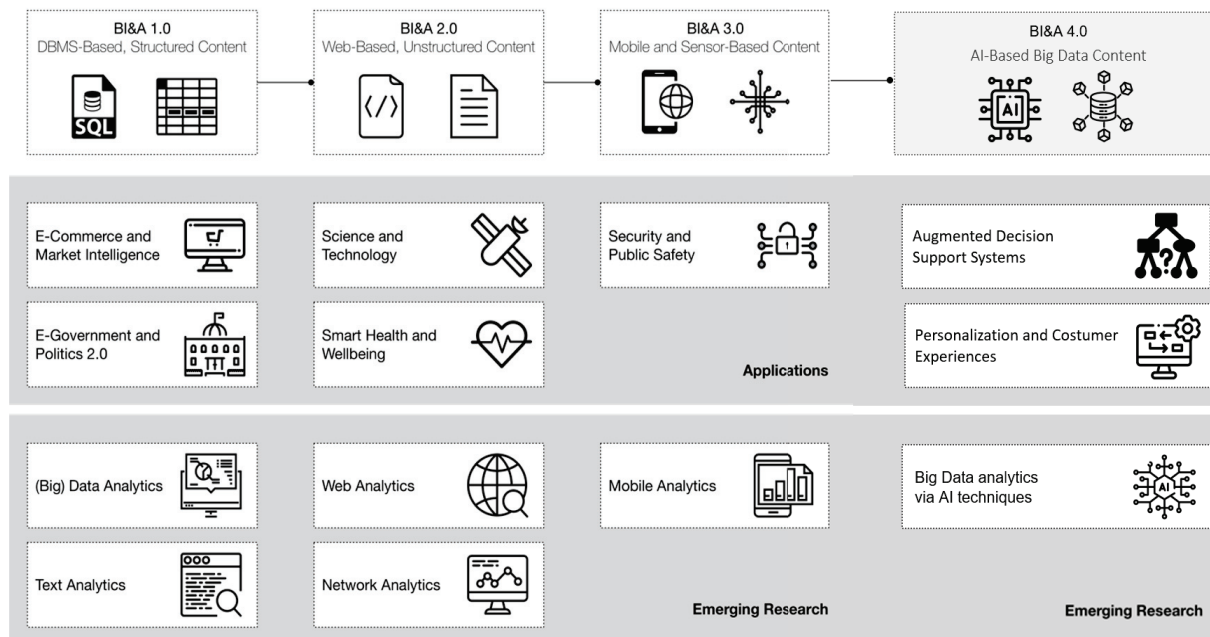 BI&A 1.0
DBMS-Based, Structured Content
SQL
BI&A 2.0
Web-Based, Unstructured Content
</>
BI&A 3.0
Mobile and Sensor-Based Content
BI&A 4.0
AI-Based Big Data Content
AI
E-Commerce and
Market Intelligence
Science and
Technology
Security and
Public Safety
Augmented Decision
Support Systems
?
E-Government and
Politics 2.0
Smart Health and
Wellbeing
Applications
Personalization and Costumer
Experiences
(Big) Data Analytics
Web Analytics
Mobile Analytics
Big Data analytics
via AI techniques
AI
Text Analytics
Network Analytics
Emerging Research
Emerging Research